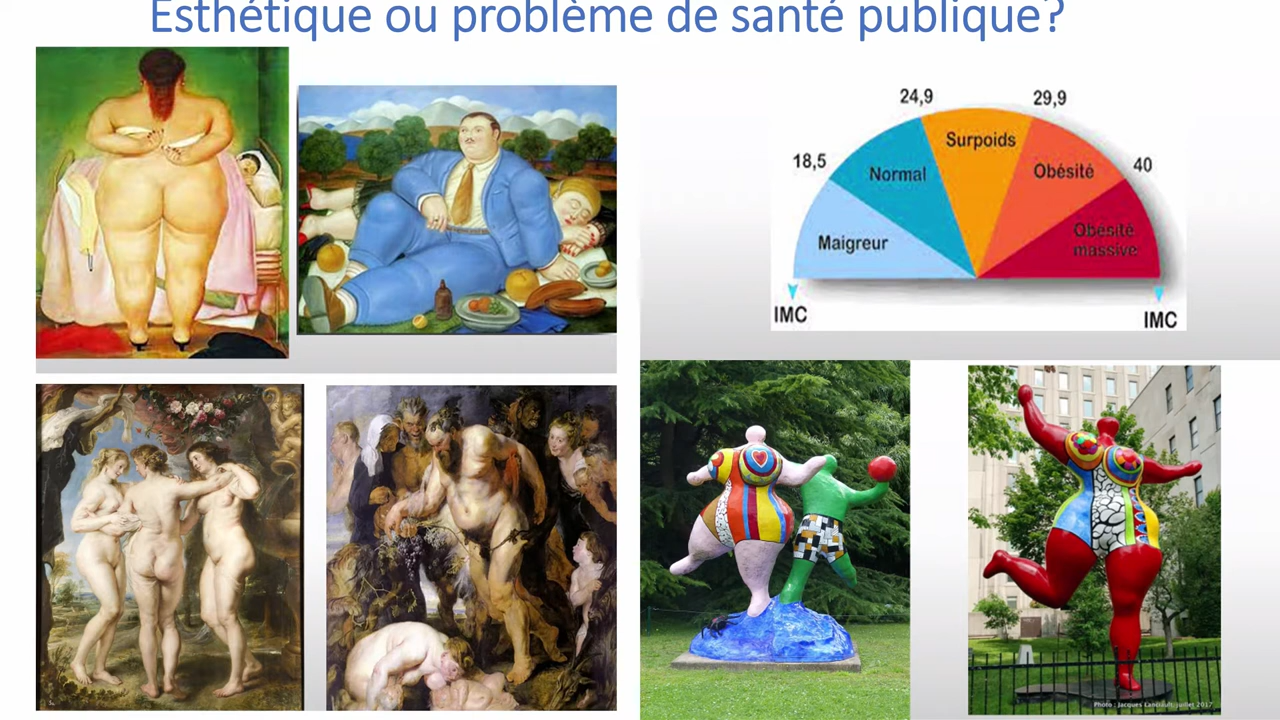 Esthétique ou problème de santé publique?
24,9
29,9
18,5
40
Surpoids
Normal
Obésité
Maigreur
Obésité
massive
IMC
IMC
Photo : Jacques Lanciault, juillet 2017